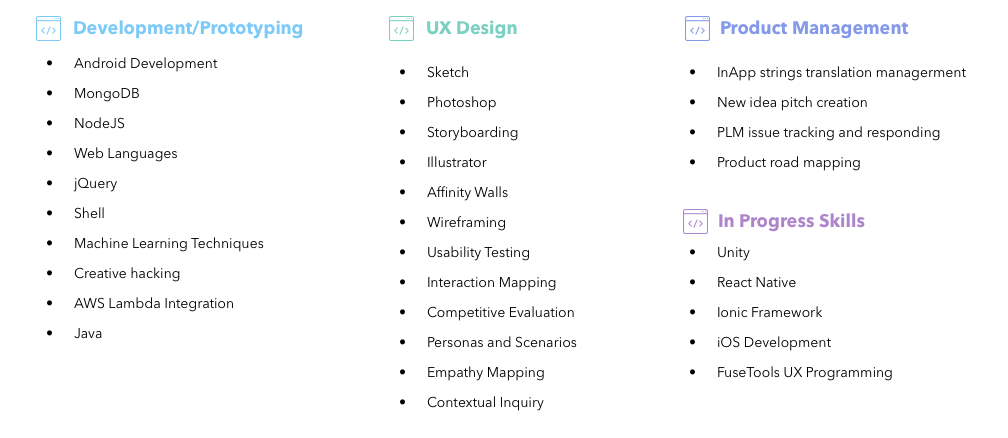 Development/Prototyping
• Android Development
• MongoDB
• NodeJS
• Web Languages
• jQuery
• Shell
• Machine Learning Techniques
• Creative hacking
• AWS Lambda Integration
• Java
UX Design
• Sketch
• Photoshop
• Storyboarding
• Illustrator
• Affinity Walls
• Wireframing
• Usability Testing
• Interaction Mapping
• Competitive Evaluation
• Personas and Scenarios
• Empathy Mapping
• Contextual Inquiry
Product Management
• InApp strings translation managerment
• New idea pitch creation
• PLM issue tracking and responding
• Product road mapping
In Progress Skills
• Unity
• React Native
• Ionic Framework
• iOS Development
• FuseTools UX Programming